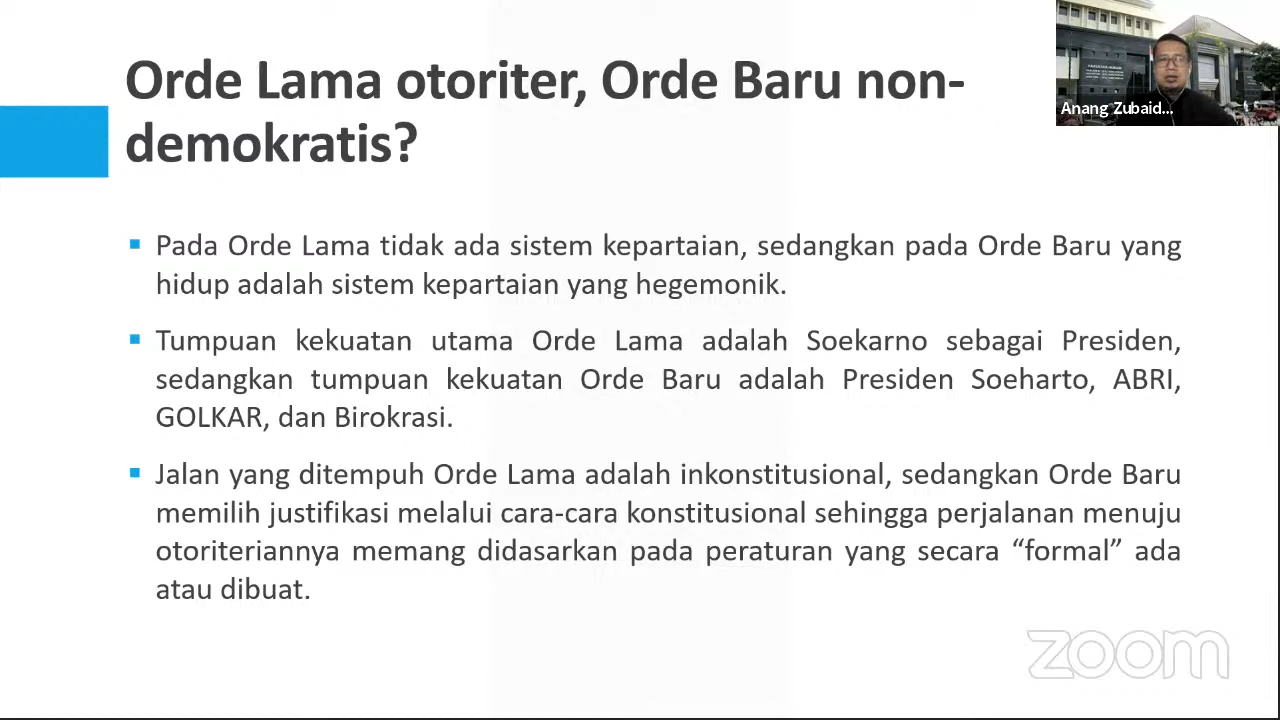 Orde Lama otoriter, Orde Baru non-
demokratis?
Anang Zubaid...
Pada Orde Lama tidak ada sistem kepartaian, sedangkan pada Orde Baru yang
hidup adalah sistem kepartaian yang hegemonik.
Tumpuan kekuatan utama Orde Lama adalah Soekarno sebagai Presiden,
sedangkan tumpuan kekuatan Orde Baru adalah Presiden Soeharto, ABRI,
GOLKAR, dan Birokrasi.
Jalan yang ditempuh Orde Lama adalah inkonstitusional, sedangkan Orde Baru
memilih justifikasi melalui cara-cara konstitusional sehingga perjalanan menuju
otoriteriannya memang didasarkan pada peraturan yang secara “formal” ada
atau dibuat.
zoom